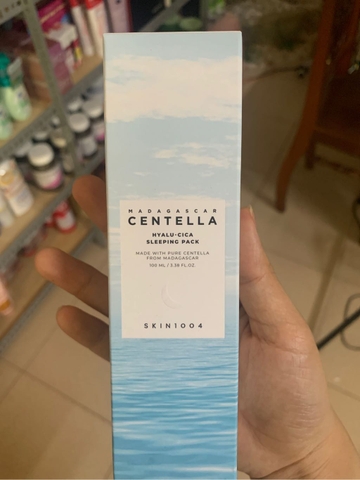 MADAGASCAR
CENTELLA
HYALU-CICA
SLEEPING PACK
MADE WITH PURE CENTELLA
FROM MADAGASCAR
100 ML / 3.38 FL.OZ
SKIN1004